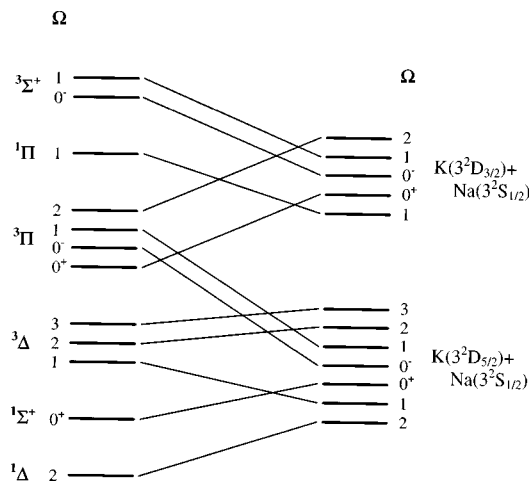 Ω
³Σ⁺ 1
0⁻
¹Π 1
2
³Π 1
0⁻
0⁺
3
³Δ 2
1
¹Σ⁺ 0⁺
¹Δ 2
Ω
2
1
0⁻ K(3²D₃/₂)+
0⁺ Na(3²S₁/₂)
1
3
2
1
0⁻ K(3²D₅/₂)+
0⁺ Na(3²S₁/₂)
1
2